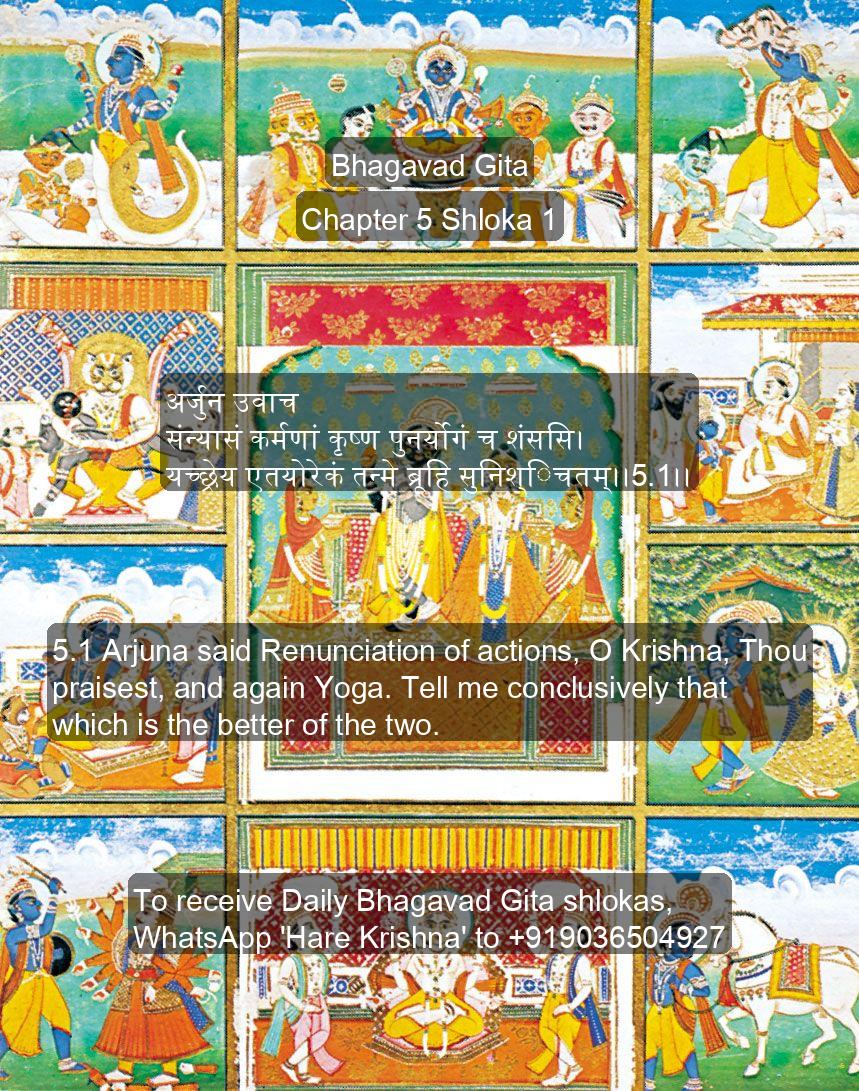 Bhagavad Gita
Chapter 5 Shloka 1
अर्जुन उवाच
संन्यासं कर्मणां कृष्ण पुनर्योगं च शंससि।
यच्छ्रेय एतयोरेकं तन्मे ब्रूहि सुनिश्िचतम्।।5.1।।
5.1 Arjuna said Renunciation of actions, O Krishna, Thou
praisest, and again Yoga. Tell me conclusively that
which is the better of the two.
To receive Daily Bhagavad Gita shlokas,
WhatsApp 'Hare Krishna' to +919036504927